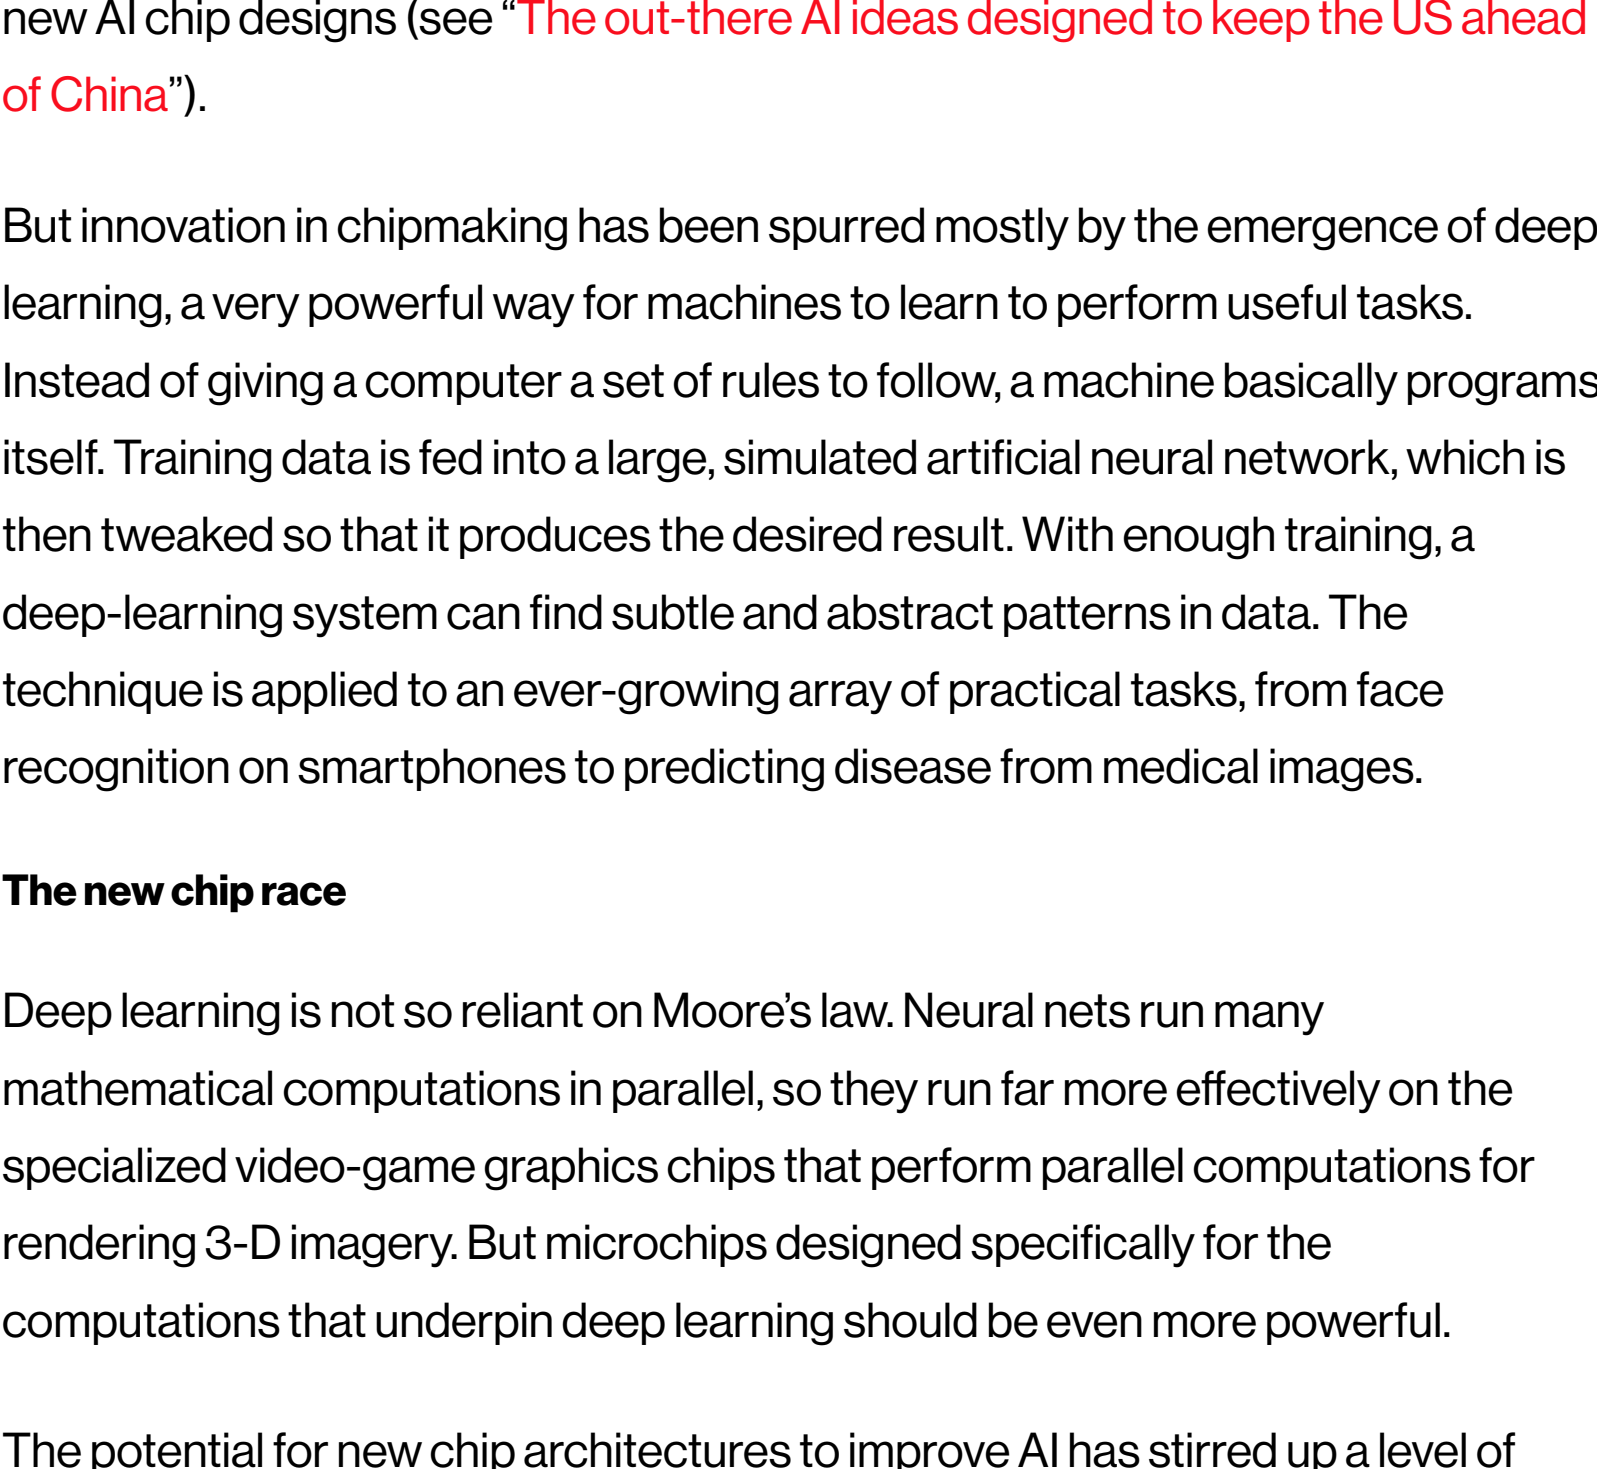 new AI chip designs (see “The out-there AI ideas designed to keep the US ahead
of China”).
But innovation in chipmaking has been spurred mostly by the emergence of deep
learning, a very powerful way for machines to learn to perform useful tasks.
Instead of giving a computer a set of rules to follow, a machine basically programs
itself. Training data is fed into a large, simulated artificial neural network, which is
then tweaked so that it produces the desired result. With enough training, a
deep-learning system can find subtle and abstract patterns in data. The
technique is applied to an ever-growing array of practical tasks, from face
recognition on smartphones to predicting disease from medical images.
The new chip race
Deep learning is not so reliant on Moore’s law. Neural nets run many
mathematical computations in parallel, so they run far more effectively on the
specialized video-game graphics chips that perform parallel computations for
rendering 3-D imagery. But microchips designed specifically for the
computations that underpin deep learning should be even more powerful.
The potential for new chip architectures to improve AI has stirred up a level of